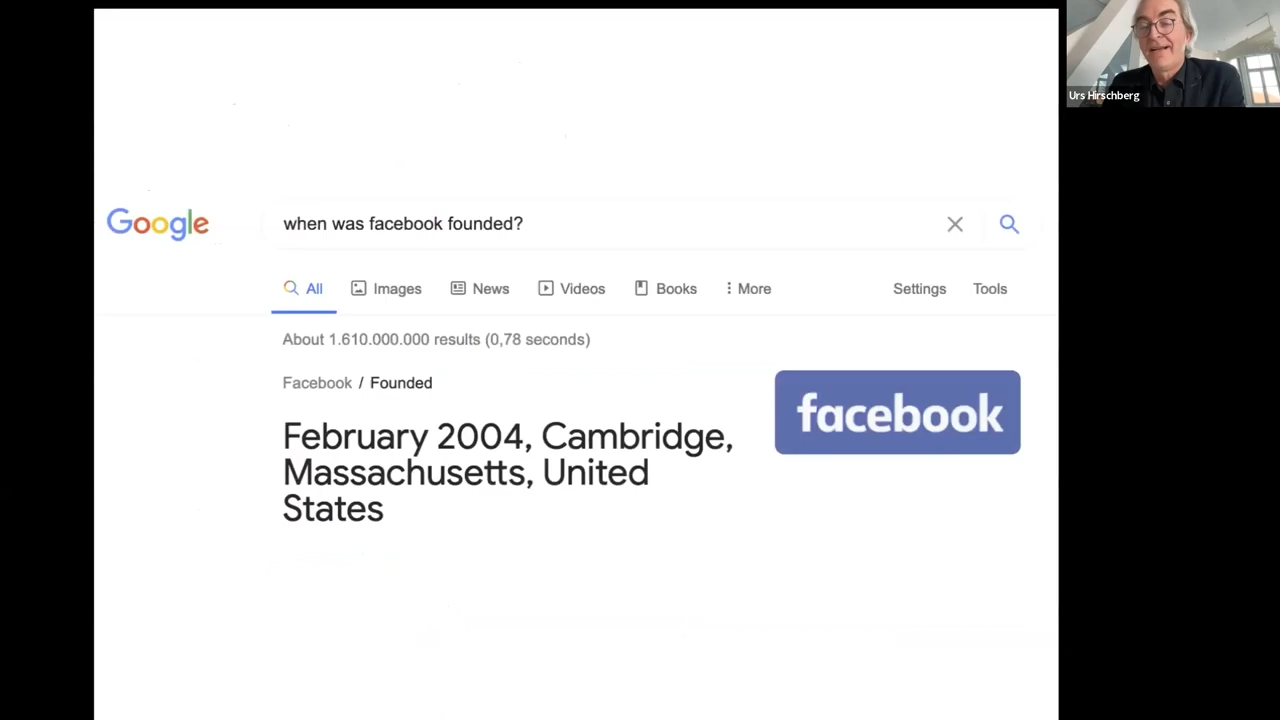 Urs Hirschberg
Google
when was facebook founded?
All Images News Videos Books More Settings Tools
About 1.610.000.000 results (0,78 seconds)
Facebook / Founded
February 2004, Cambridge,
Massachusetts, United
States
facebook